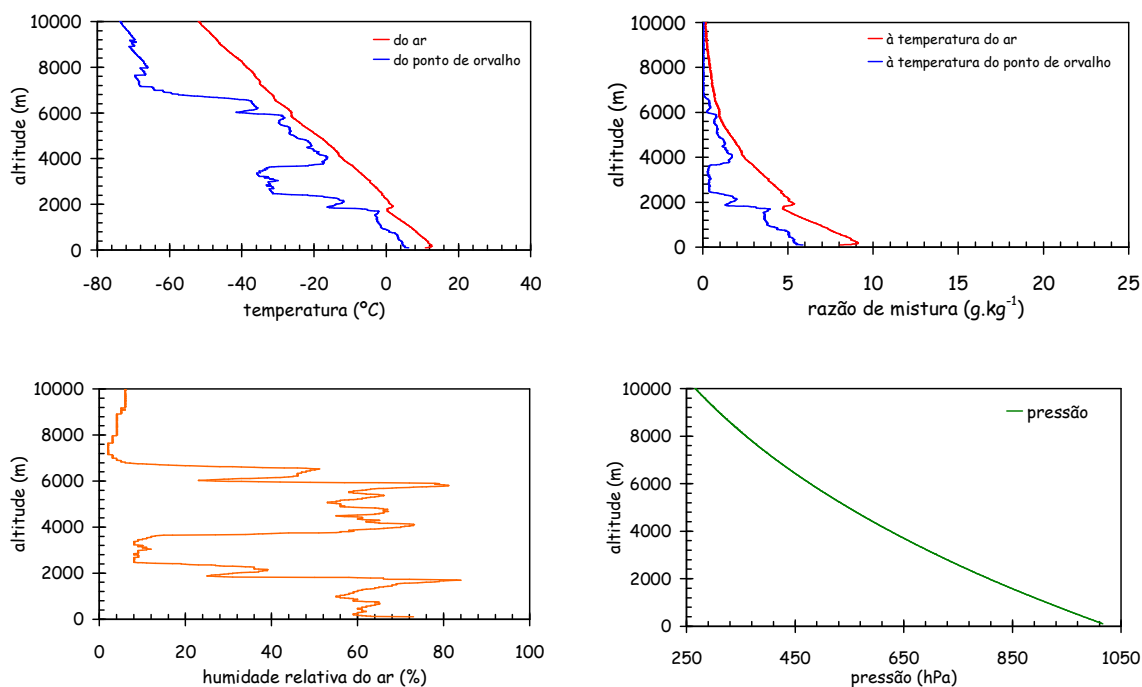 10000
8000
6000
4000
2000
0
altitude (m)
do ar
do ponto de orvalho
-80 -60 -40 -20 0 20 40
temperatura (ºC)
10000
8000
6000
4000
2000
0
altitude (m)
à temperatura do ar
à temperatura do ponto de orvalho
0 5 10 15 20 25
razão de mistura (g.kg⁻¹)
10000
8000
6000
4000
2000
0
altitude (m)
0 20 40 60 80 100
humidade relativa do ar (%)
10000
8000
6000
4000
2000
0
altitude (m)
pressão
250 450 650 850 1050
pressão (hPa)